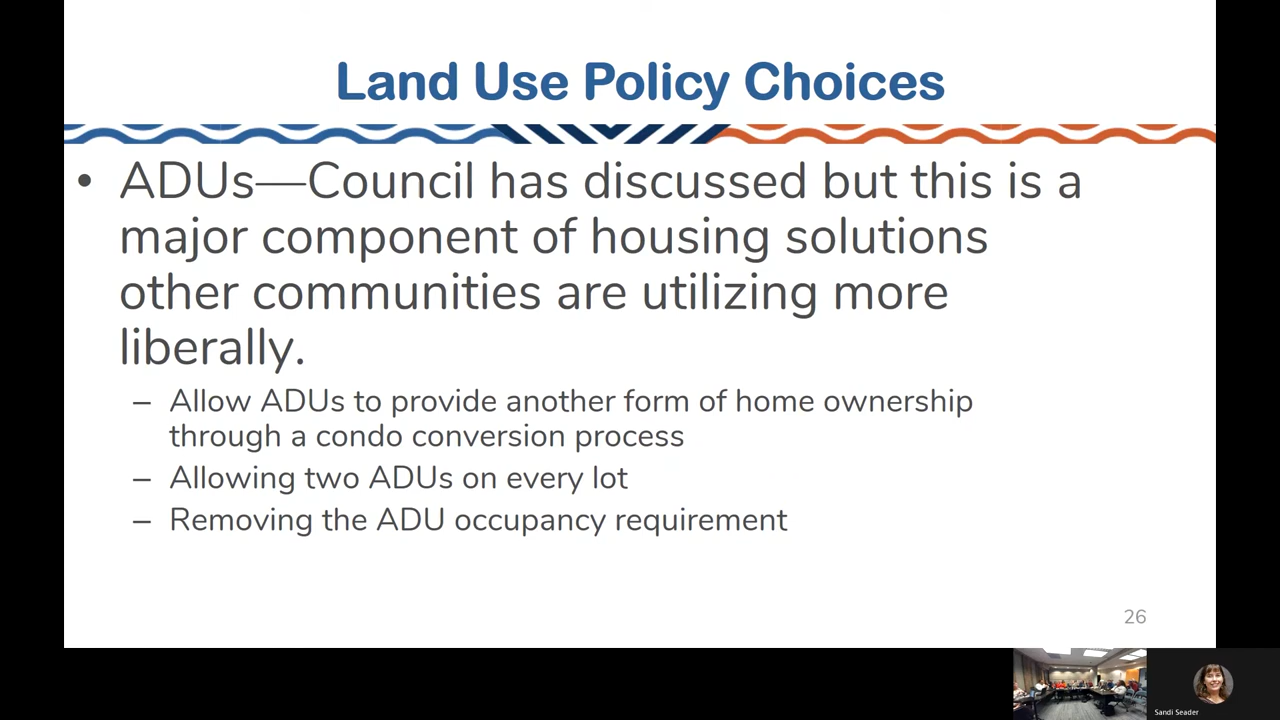 Land Use Policy Choices
• ADUs—Council has discussed but this is a
major component of housing solutions
other communities are utilizing more
liberally.
– Allow ADUs to provide another form of home ownership
through a condo conversion process
– Allowing two ADUs on every lot
– Removing the ADU occupancy requirement
26
Sandi Seader